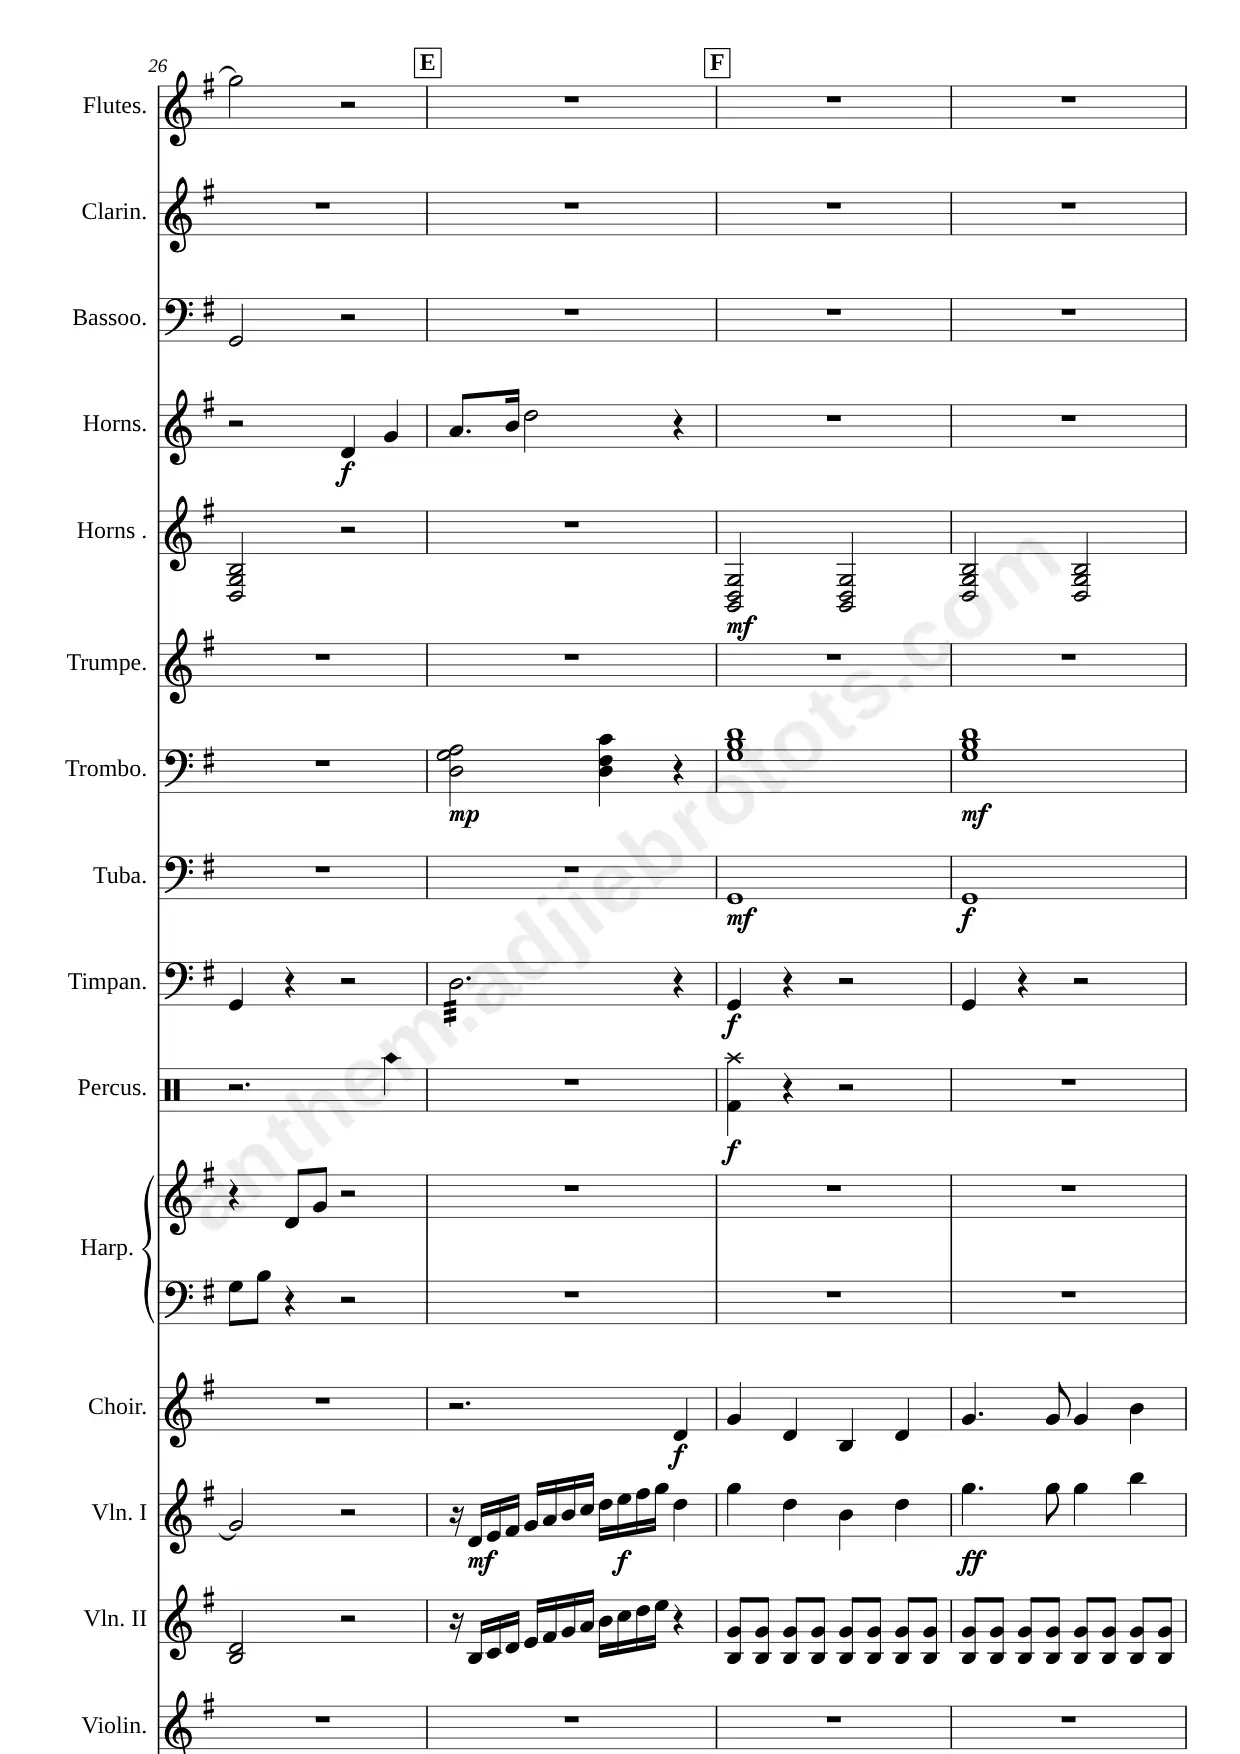 26
E
F
Flutes.
Clarin.
Bassoo.
Horns.
f
Horns .
mf
Trumpe.
Trombo.
mp
mf
Tuba.
mf
f
Timpan.
f
Percus.
f
Harp.
Choir.
f
Vln. I
mf
f
ff
Vln. II
Violin.
anthem.adjiebrotots.com